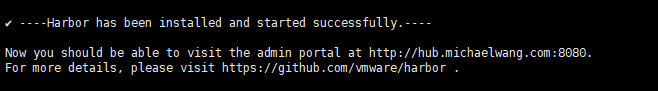 ✔ ----Harbor has been installed and started successfully.----
Now you should be able to visit the admin portal at http://hub.michaelwang.com:8080.
For more details, please visit https://github.com/vmware/harbor .